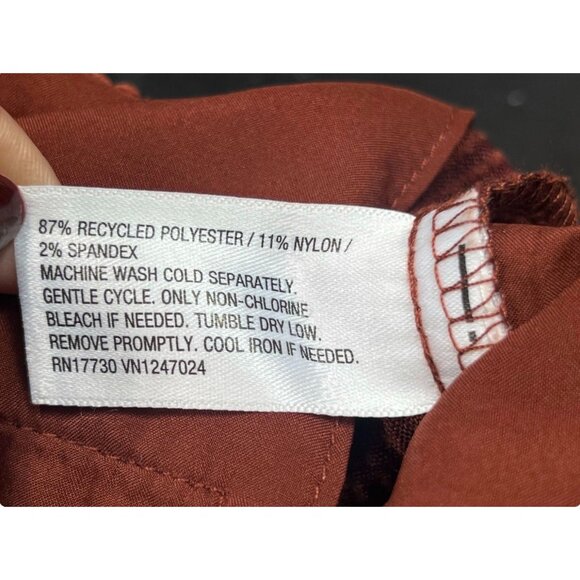 87% RECYCLED POLYESTER / 11% NYLON /
2% SPANDEX
MACHINE WASH COLD SEPARATELY.
GENTLE CYCLE. ONLY NON-CHLORINE
BLEACH IF NEEDED. TUMBLE DRY LOW.
REMOVE PROMPTLY. COOL IRON IF NEEDED.
RN17730 VN1247024